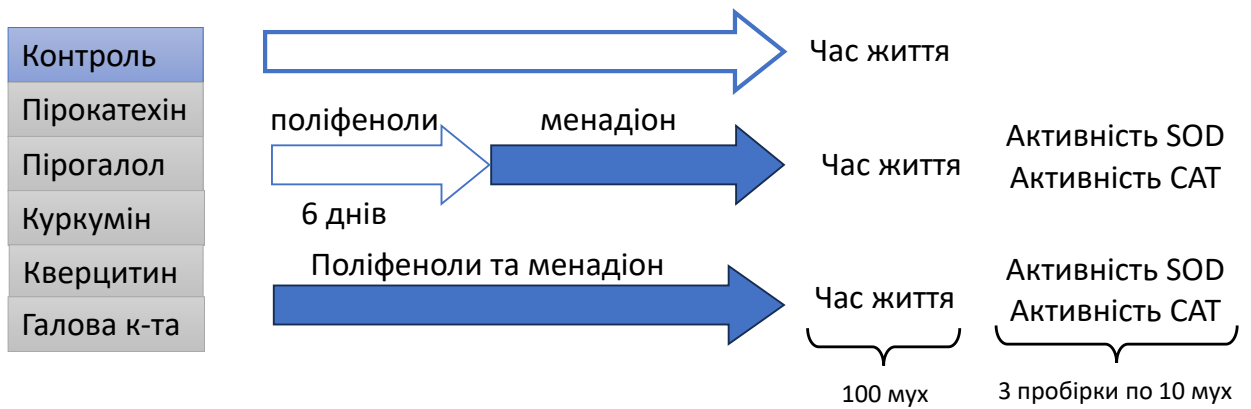 Контроль
Пірокатехін
Пірогалол
Куркумін
Кверцитин
Галова к-та
Час життя
поліфеноли
менадіон
6 днів
Час життя
Активність SOD
Активність CAT
Поліфеноли та менадіон
Час життя
Активність SOD
Активність CAT
100 мух
3 пробірки по 10 мух